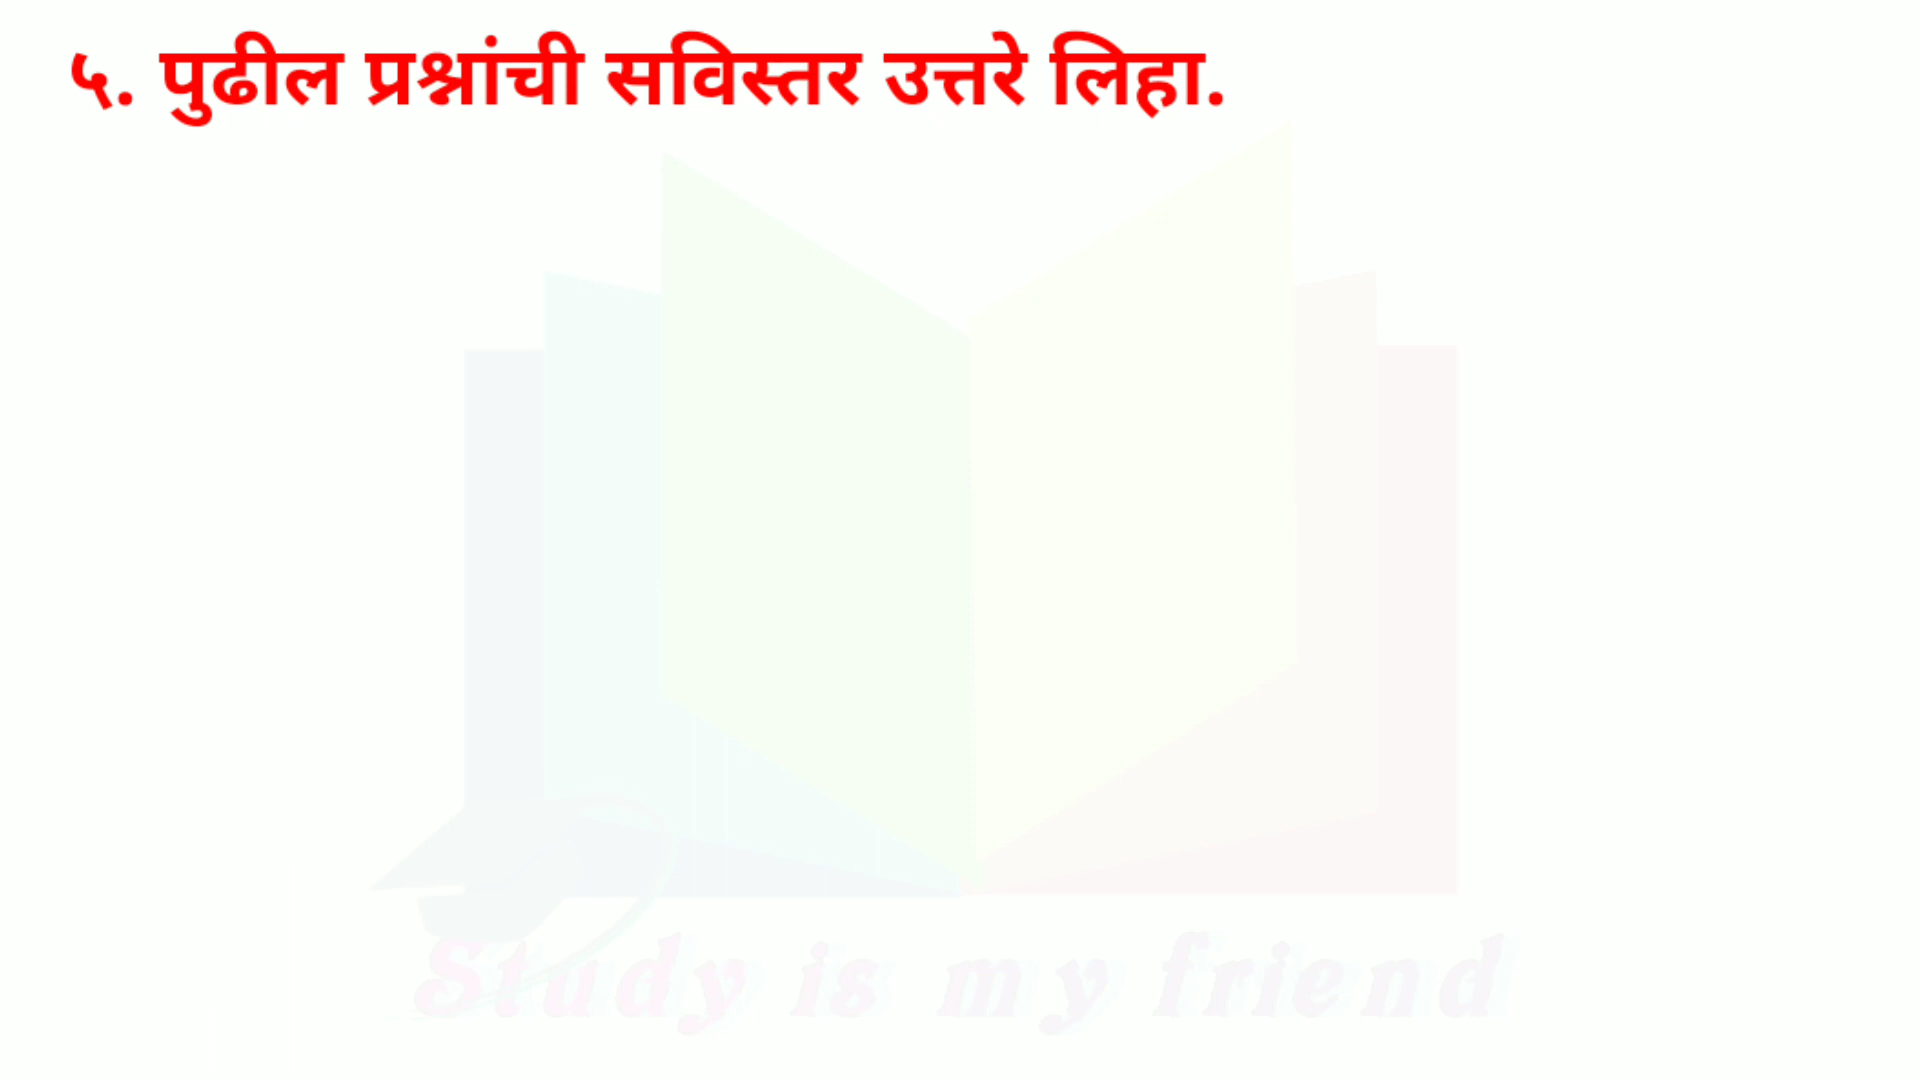 ५. पुढील प्रश्नांची सविस्तर उत्तरे लिहा.
Study is my friend